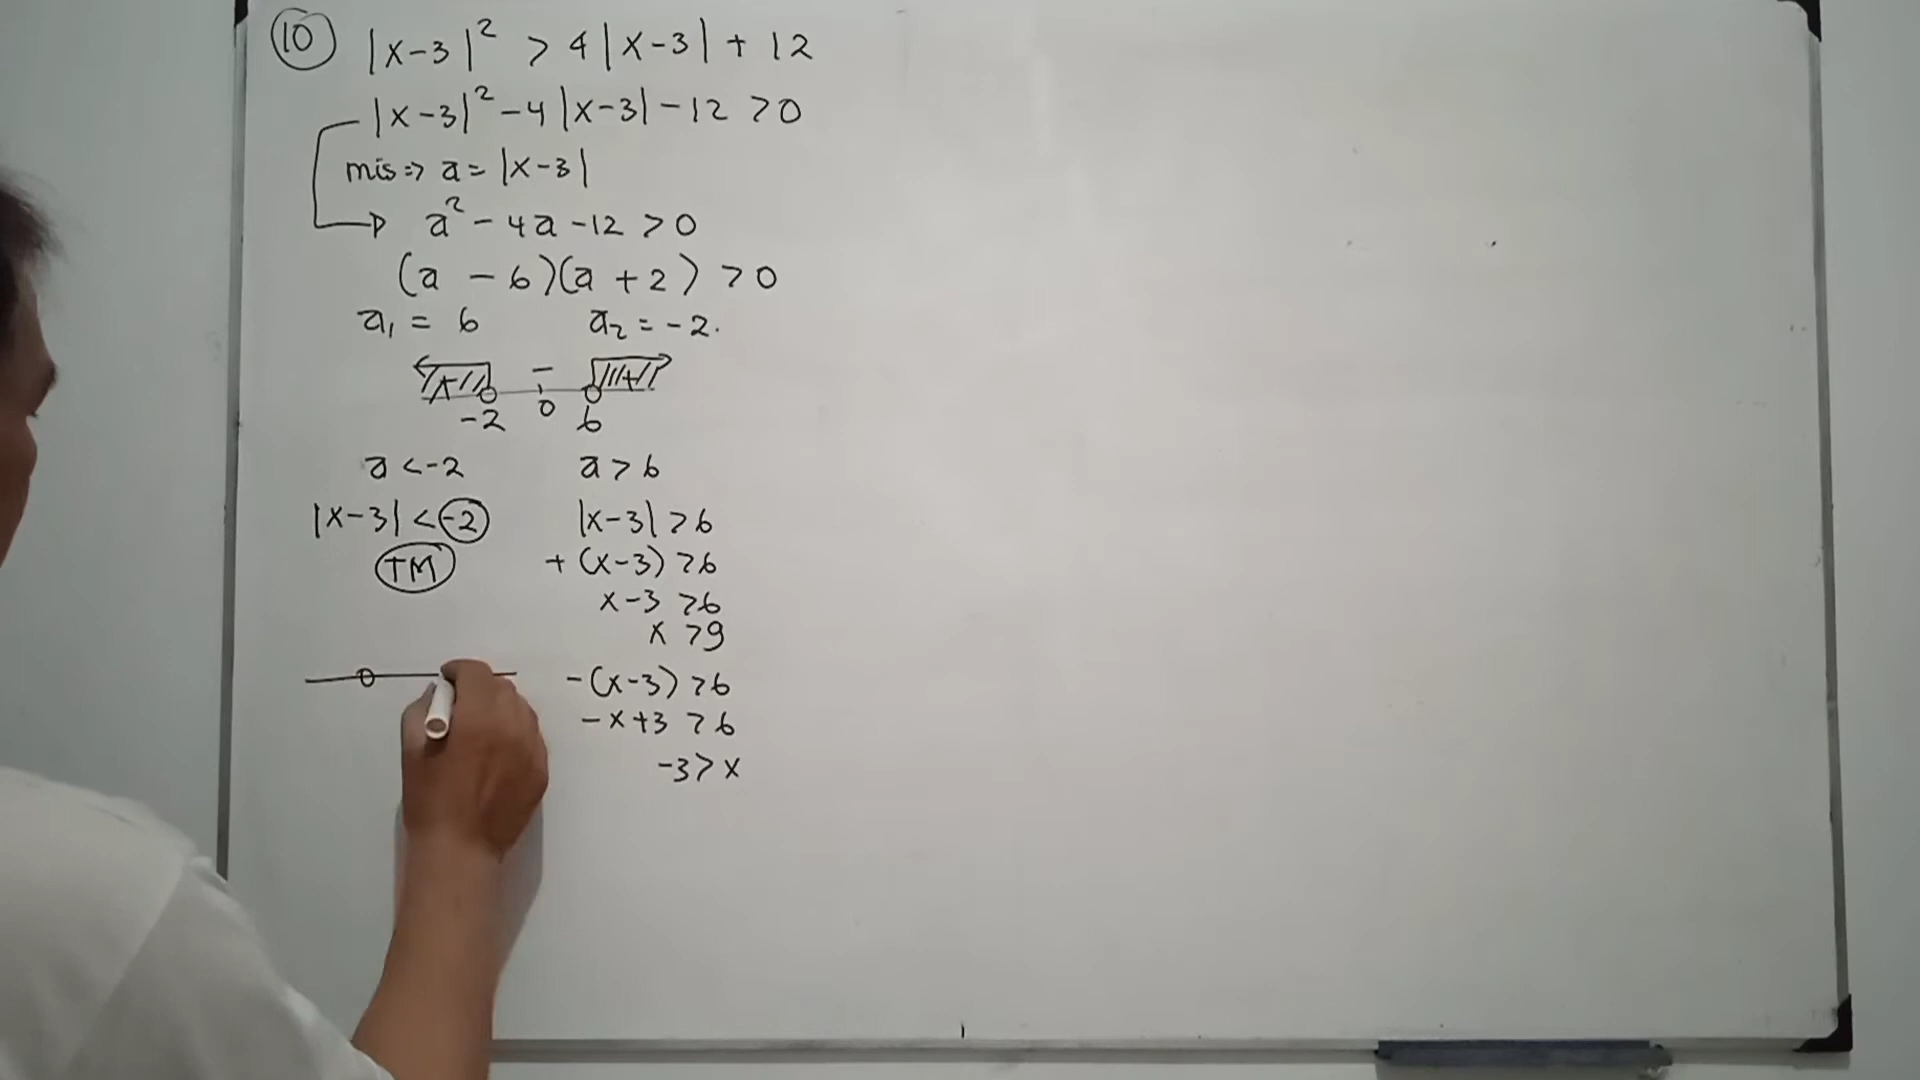 10 |x-3|² > 4|x-3| + 12
|x-3|² - 4|x-3| - 12 > 0
mis => a = |x-3|
a² - 4a - 12 > 0
(a - 6)(a + 2) > 0
a₁ = 6 a₂ = -2.
+ - +
-2 0 6
a < -2 a > 6
|x-3| < -2 |x-3| > 6
TM + (x-3) > 6
x-3 > 6
x > 9
-(x-3) > 6
-x+3 > 6
-3 > x